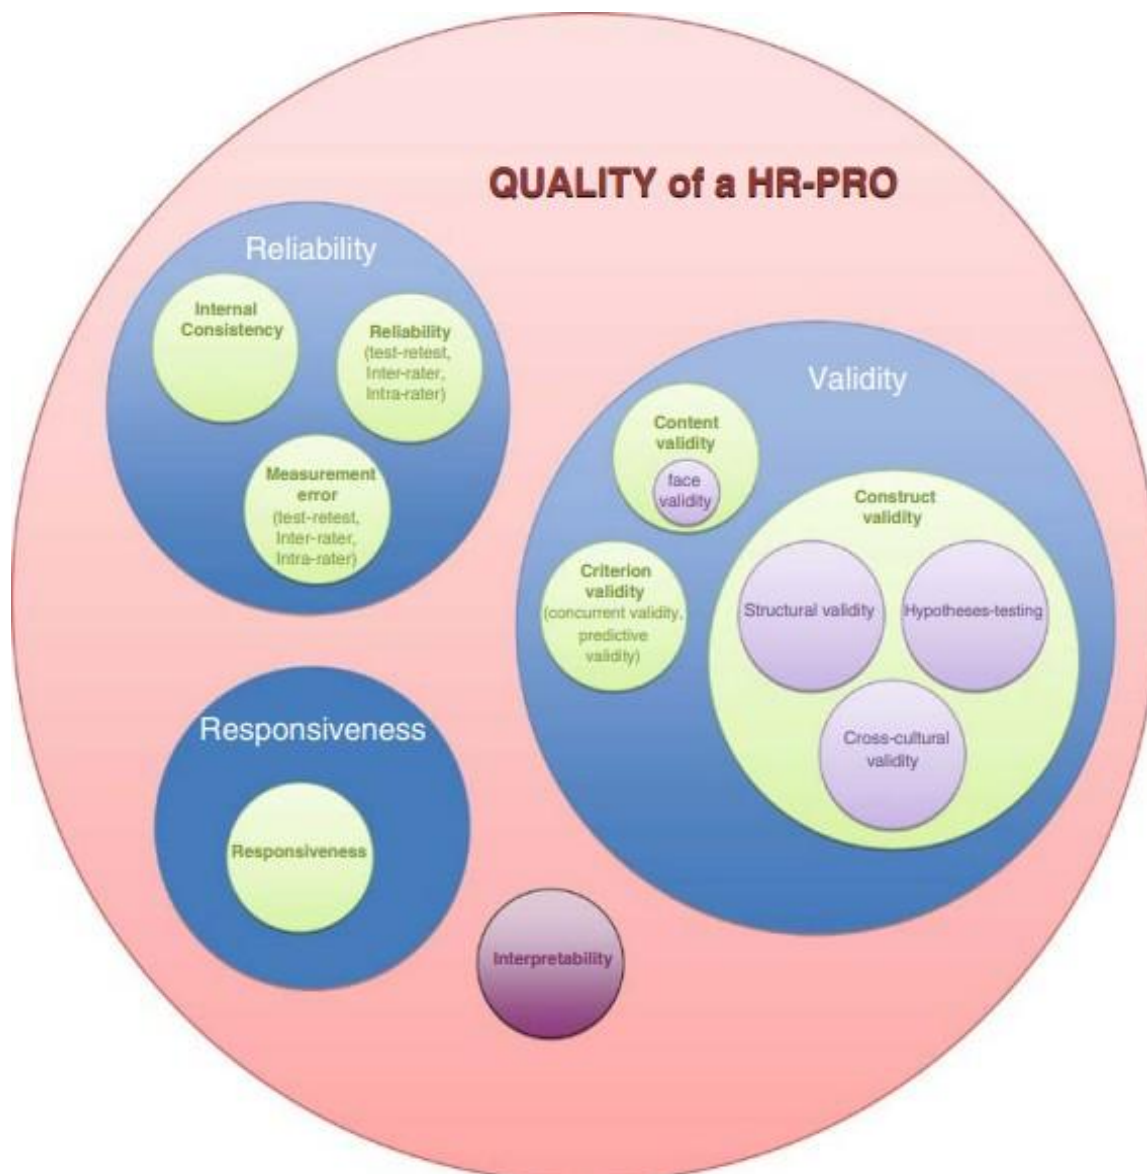 QUALITY of a HR-PRO
Reliability
Internal
Consistency
Reliability
(test-retest,
Inter-rater,
Intra-rater)
Measurement
error
(test-retest,
Inter-rater,
Intra-rater)
Validity
Content
validity
face
validity
Criterion
validity
(concurrent validity,
predictive
validity)
Construct
validity
Structural validity
Hypotheses-testing
Cross-cultural
validity
Responsiveness
Responsiveness
Interpretability